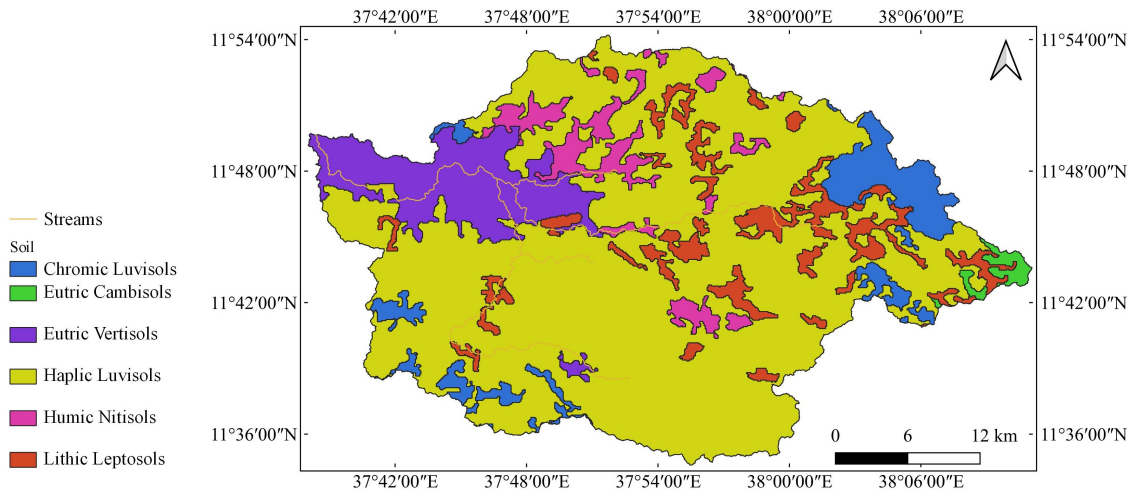 37°42′00″E 37°48′00″E 37°54′00″E 38°00′00″E 38°06′00″E
11°54′00″N 11°54′00″N
11°48′00″N 11°48′00″N
Streams
Soil
Chromic Luvisols
Eutric Cambisols
11°42′00″N 11°42′00″N
Eutric Vertisols
Haplic Luvisols
Humic Nitisols
11°36′00″N 11°36′00″N
0 6 12 km
Lithic Leptosols
37°42′00″E 37°48′00″E 37°54′00″E 38°00′00″E 38°06′00″E